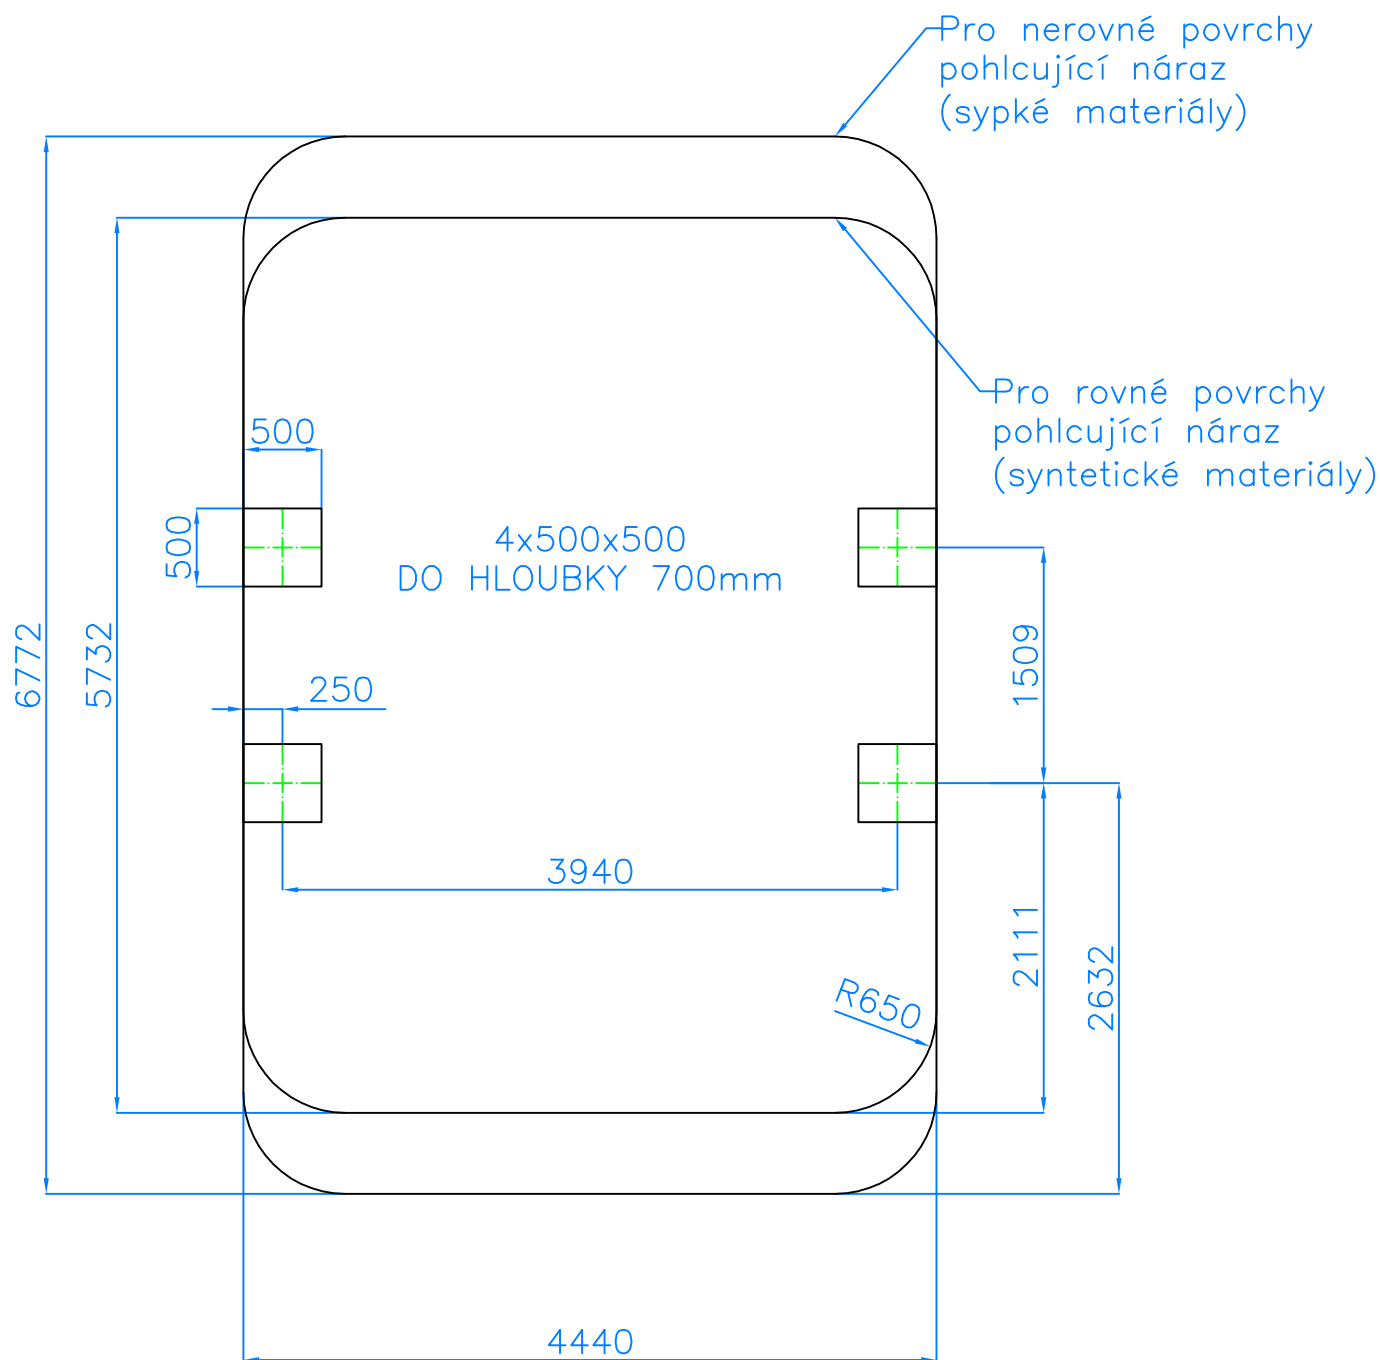 Pro nerovné povrchy
pohlcující náraz
(sypké materiály)
Pro rovné povrchy
pohlcující náraz
(syntetické materiály)
500
500
4x500x500
DO HLOUBKY 700mm
6772
5732
1509
250
3940
2111
2632
R650
4440